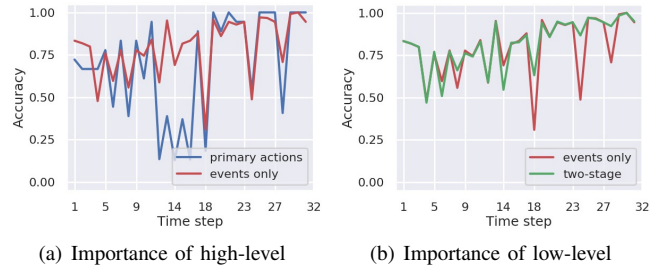 Accuracy
1.00
0.75
0.50
0.25
0.00
primary actions
events only
1 5 9 14 18 23 27 32
Time step
(a) Importance of high-level
Accuracy
1.00
0.75
0.50
0.25
0.00
events only
two-stage
1 5 9 14 18 23 27 32
Time step
(b) Importance of low-level